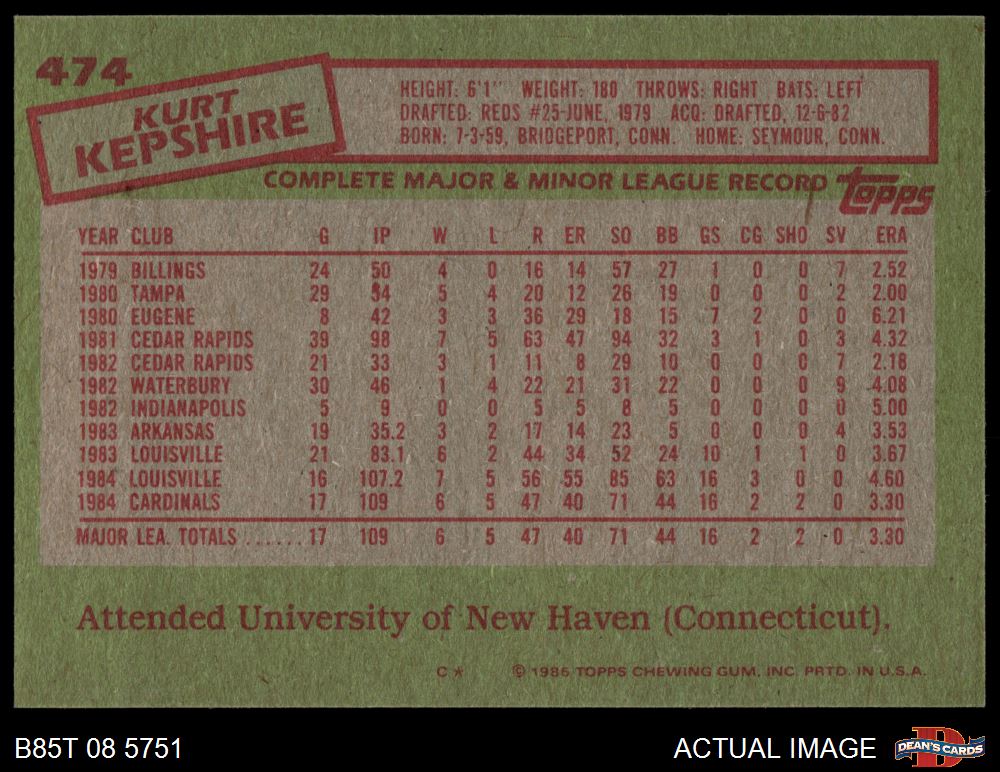 474
KURT
KEPSHIRE
HEIGHT: 6'1" WEIGHT: 180 THROWS: RIGHT BATS: LEFT
DRAFTED: REDS #25-JUNE, 1979 ACQ: DRAFTED, 12-6-82
BORN: 7-3-59, BRIDGEPORT, CONN. HOME: SEYMOUR, CONN.
COMPLETE MAJOR & MINOR LEAGUE RECORD topps
YEAR CLUB G IP W L R ER SO BB GS CG SHO SV ERA
1979 BILLINGS 24 50 4 0 16 14 57 27 1 0 0 7 2.52
1980 TAMPA 29 54 5 4 20 12 26 19 0 0 0 2 2.00
1980 EUGENE 8 42 3 3 36 29 18 15 7 2 0 0 6.21
1981 CEDAR RAPIDS 39 98 7 5 63 47 94 32 3 1 0 3 4.32
1982 CEDAR RAPIDS 21 33 3 1 11 8 29 10 0 0 0 7 2.18
1982 WATERBURY 30 46 1 4 22 21 31 22 0 0 0 9 4.08
1982 INDIANAPOLIS 5 9 0 0 5 5 8 5 0 0 0 0 5.00
1983 ARKANSAS 19 35.2 3 2 17 14 23 5 0 0 0 4 3.53
1983 LOUISVILLE 21 83.1 6 2 44 34 52 24 10 1 1 0 3.67
1984 LOUISVILLE 16 107.2 7 5 56 55 85 63 16 3 0 0 4.60
1984 CARDINALS 17 109 6 5 47 40 71 44 16 2 2 0 3.30
MAJOR LEA. TOTALS ......17 109 6 5 47 40 71 44 16 2 2 0 3.30
Attended University of New Haven (Connecticut).
C* © 1985 TOPPS CHEWING GUM, INC. PRTD. IN U.S.A.
B85T 08 5751 ACTUAL IMAGE D DEAN'S CARDS